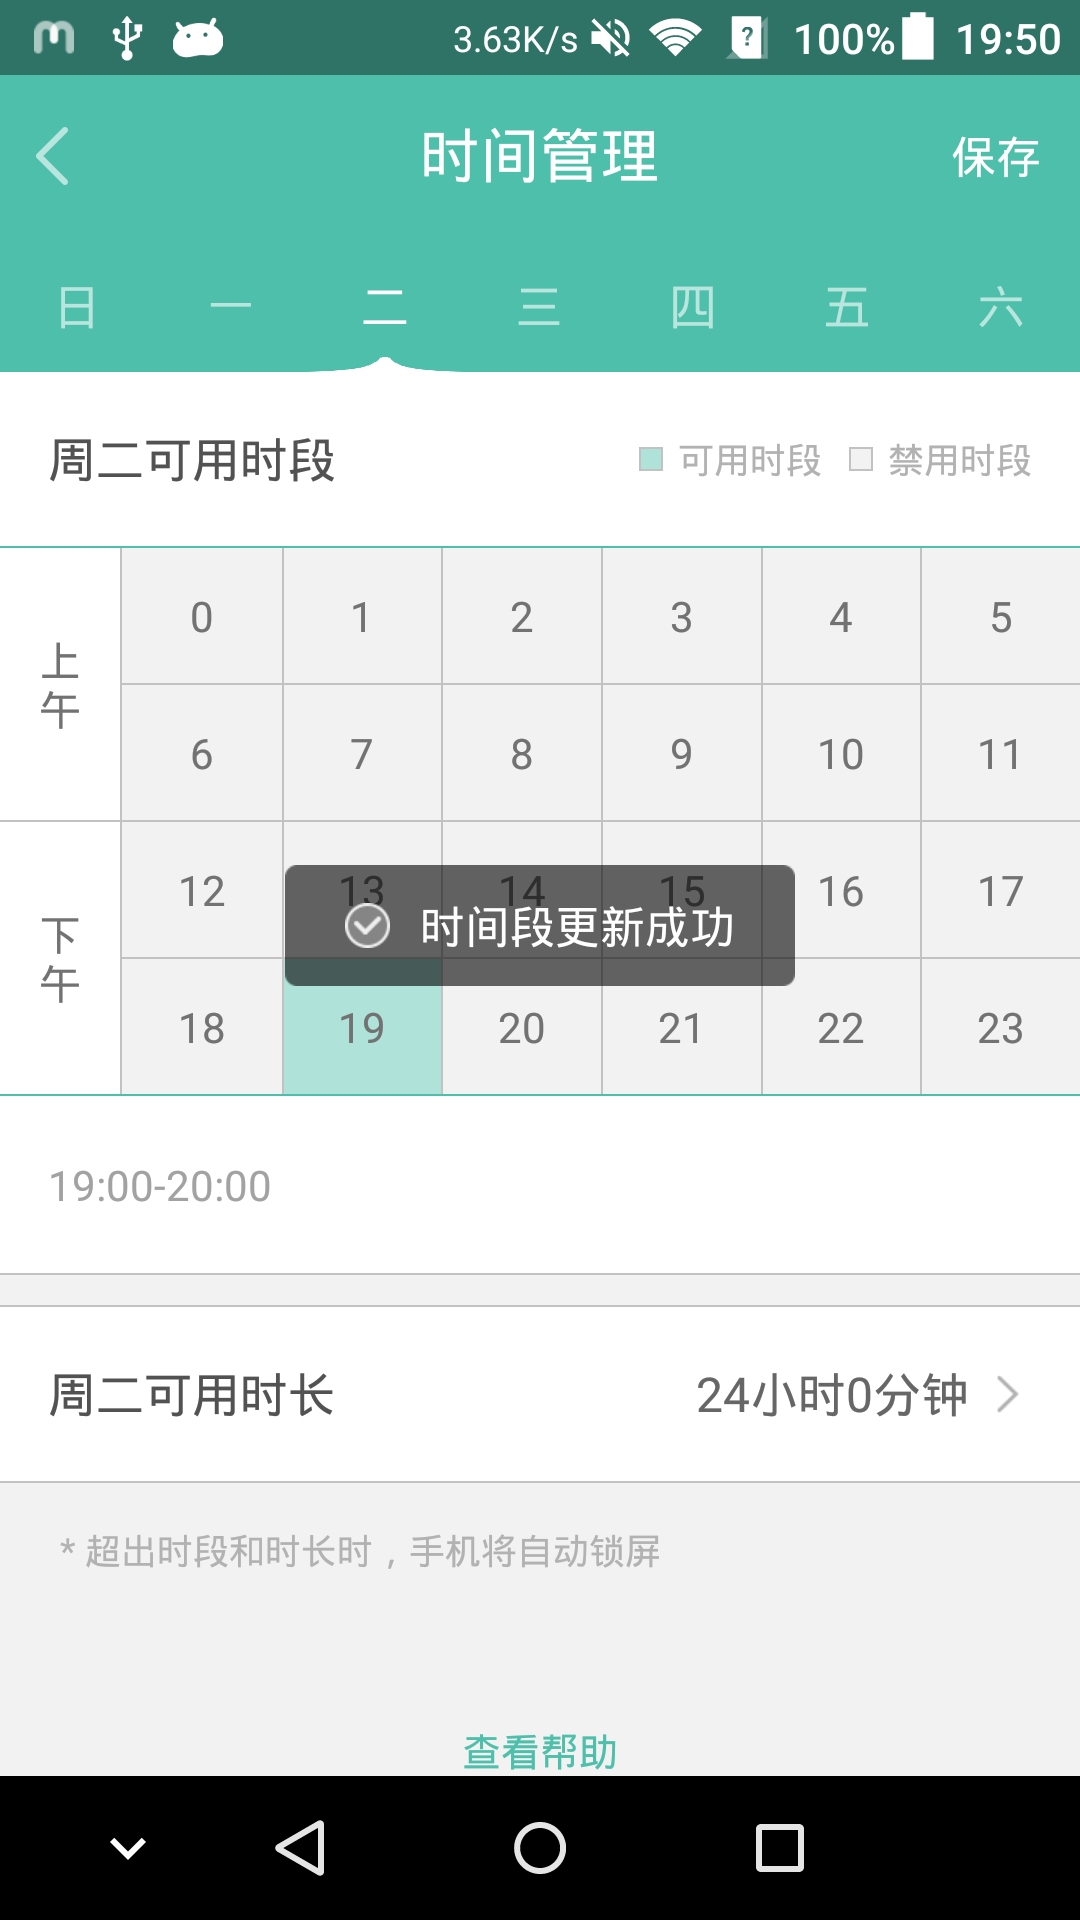 3.63K/s 100% 19:50
时间管理 保存
日 一 二 三 四 五 六
周二可用时段 可用时段 禁用时段
上午
0 1 2 3 4 5
6 7 8 9 10 11
下午
12 13 14 15 16 17
时间段更新成功
18 19 20 21 22 23
19:00-20:00
周二可用时长 24小时0分钟
* 超出时段和时长时，手机将自动锁屏
查看帮助